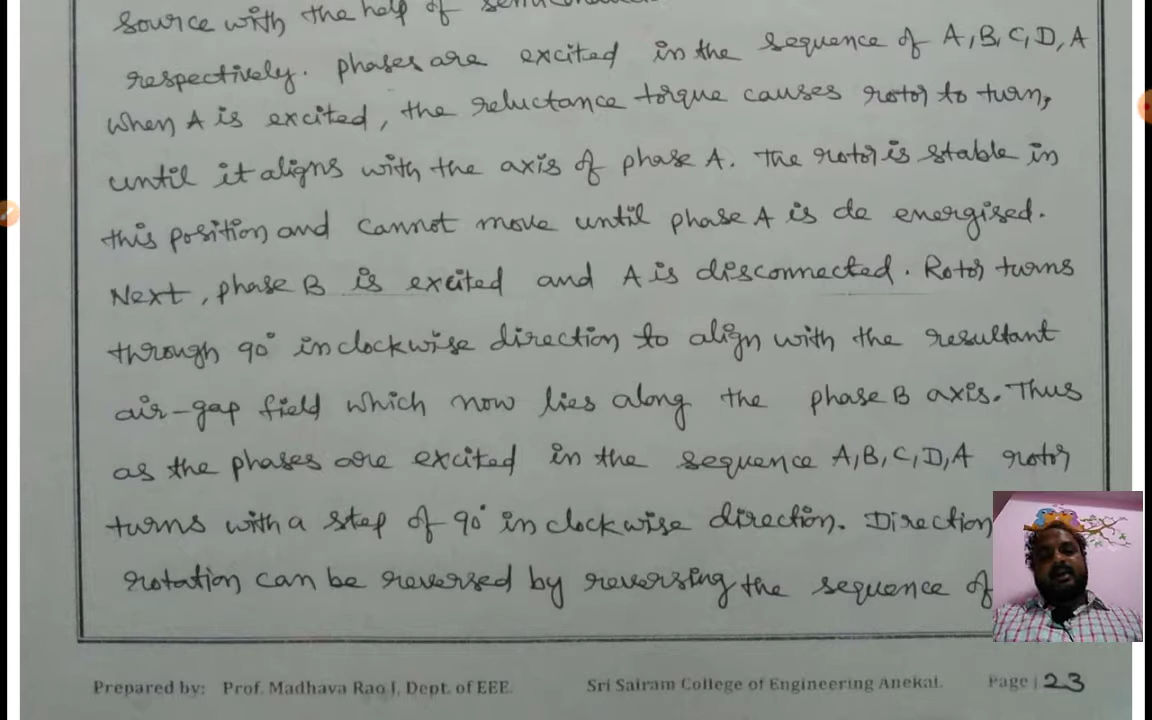 source with the help of
respectively. phases are excited in the sequence of A, B, C, D, A
when A is excited, the reluctance torque causes rotor to turn,
until it aligns with the axis of phase A. The rotor is stable in
this position and cannot move until phase A is de energised.
Next, phase B is excited and A is disconnected. Rotor turns
through 90° in clockwise direction to align with the resultant
air-gap field which now lies along the phase B axis. Thus
as the phases are excited in the sequence A, B, C, D, A rotor
turns with a step of 90° in clockwise direction. Direction
rotation can be reversed by reversing the sequence of
Prepared by: Prof. Madhava Rao J, Dept. of EEE. Sri Sairam College of Engineering Anekal. Page | 23